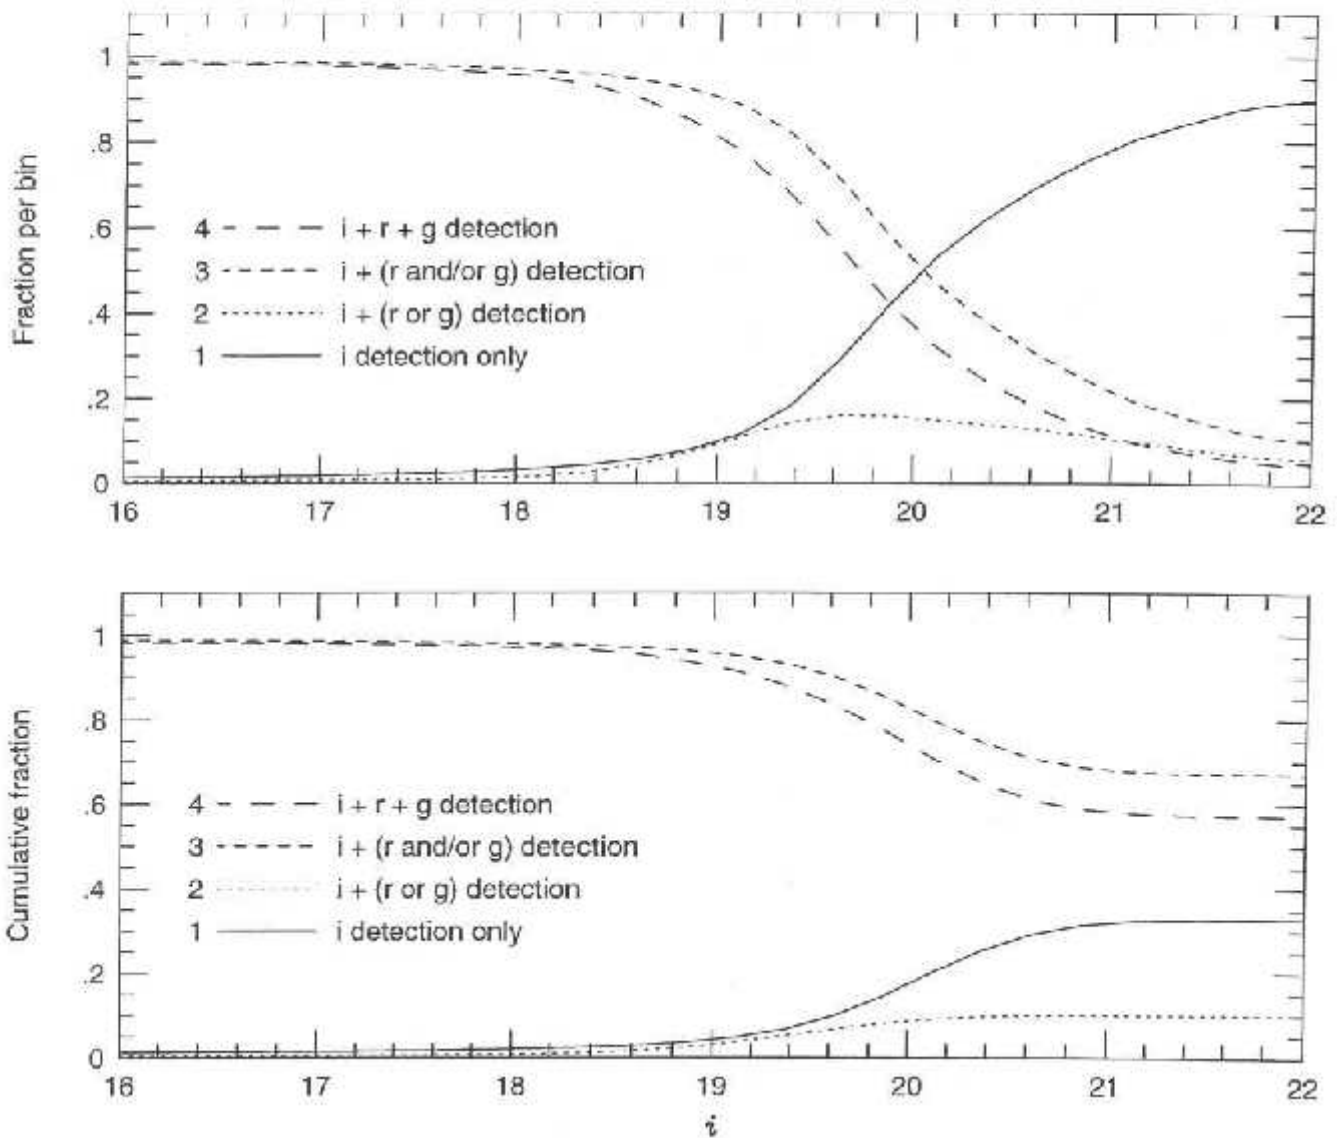 1
.8
.6
.4
.2
0
Fraction per bin
4 i + r + g detection
3 i + (r and/or g) detection
2 i + (r or g) detection
1 i detection only
16 17 18 19 20 21 22
1
.8
.6
.4
.2
0
Cumulative fraction
4 i + r + g detection
3 i + (r and/or g) detection
2 i + (r or g) detection
1 i detection only
16 17 18 19 20 21 22
i